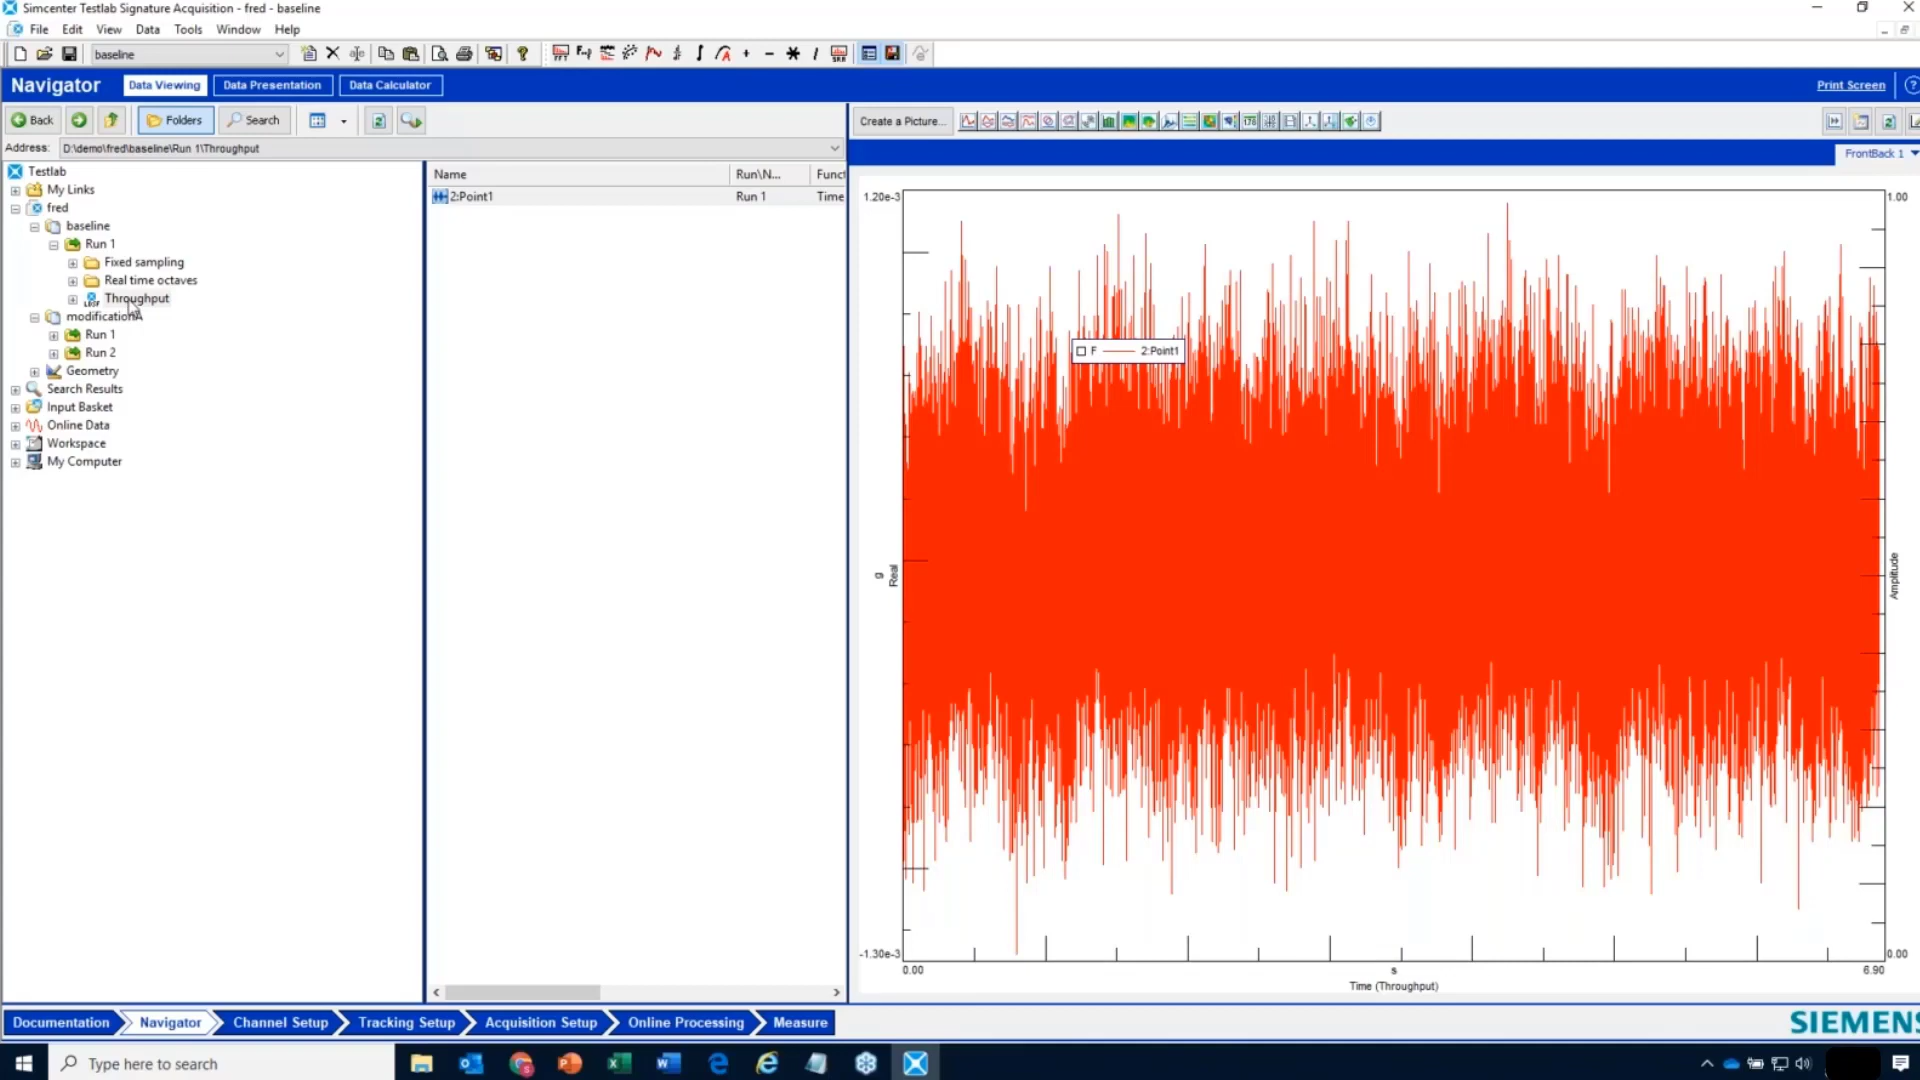 Simcenter Testlab Signature Acquisition - fred - baseline
File Edit View Data Tools Window Help
baseline
Navigator Data Viewing Data Presentation Data Calculator Print Screen
Back Folders Search Create a Picture...
Address: D:\demo\fred\baseline\Run 1\Throughput
FrontBack 1
Testlab
My Links
fred
baseline
Run 1
Fixed sampling
Real time octaves
Throughput
modificationA
Run 1
Run 2
Geometry
Search Results
Input Basket
Online Data
Workspace
My Computer
Name Run\N... Funct
2:Point1 Run 1 Time
1.20e-3
1.00
F 2:Point1
g
Real
Amplitude
-1.30e-3
0.00
0.00 s 6.90
Time (Throughput)
Documentation Navigator Channel Setup Tracking Setup Acquisition Setup Online Processing Measure
SIEMENS
Type here to search